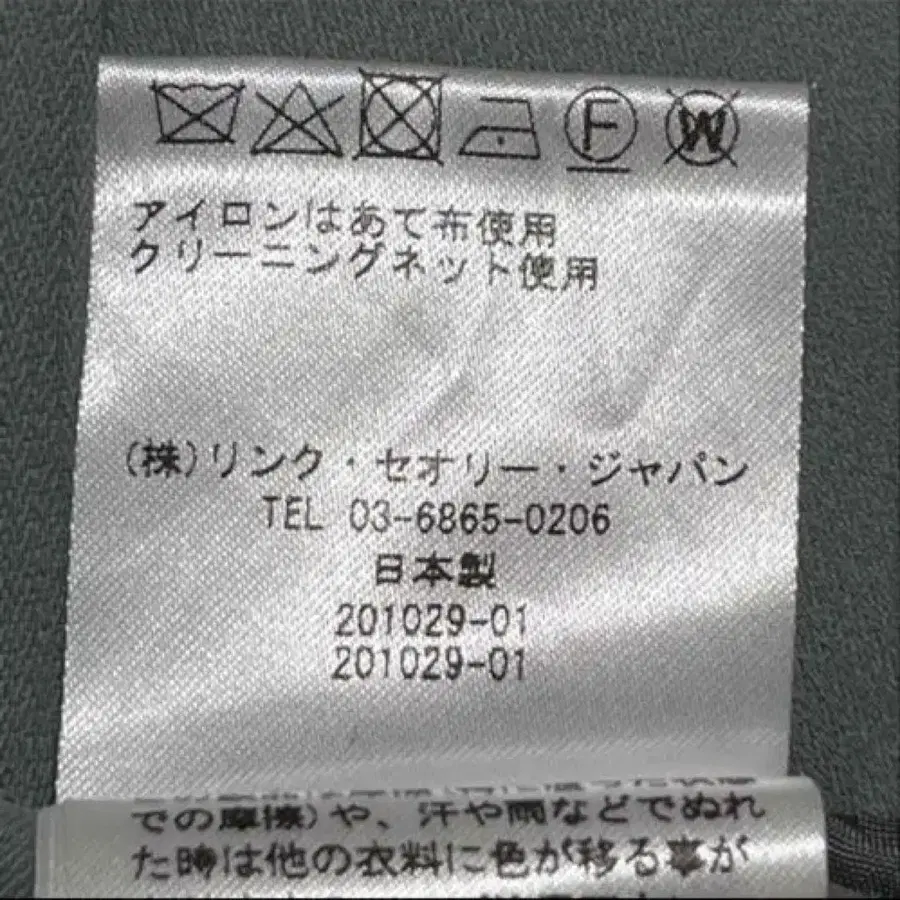 F W
アイロンはあて布使用
クリーニングネット使用
(株)リンク・セオリー・ジャパン
TEL 03-6865-0206
日本製
201029-01
201029-01
での摩擦)や、汗や雨などでぬれ
た時は他の衣料に色が移る事が